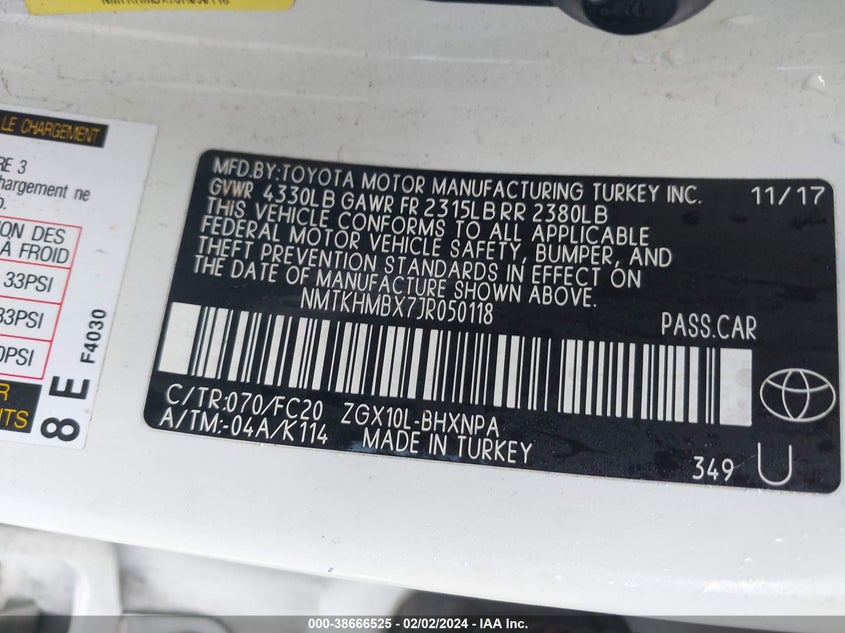 LE CHARGEMENT
RE 3
chargement ne
ION DES
A FROID
33PSI
33PSI
0PSI
8 E F4030
MFD.BY:TOYOTA MOTOR MANUFACTURING TURKEY INC. 11/17
GVWR 4330LB GAWR FR 2315LB RR 2380LB
THIS VEHICLE CONFORMS TO ALL APPLICABLE
FEDERAL MOTOR VEHICLE SAFETY, BUMPER, AND
THEFT PREVENTION STANDARDS IN EFFECT ON
THE DATE OF MANUFACTURE SHOWN ABOVE.
NMTKHMBX7JR050118 PASS.CAR
C/TR:070/FC20 ZGX10L-BHXNPA
A/TM:-04A/K114 MADE IN TURKEY
349 U
000-38666525 - 02/02/2024 - IAA Inc.